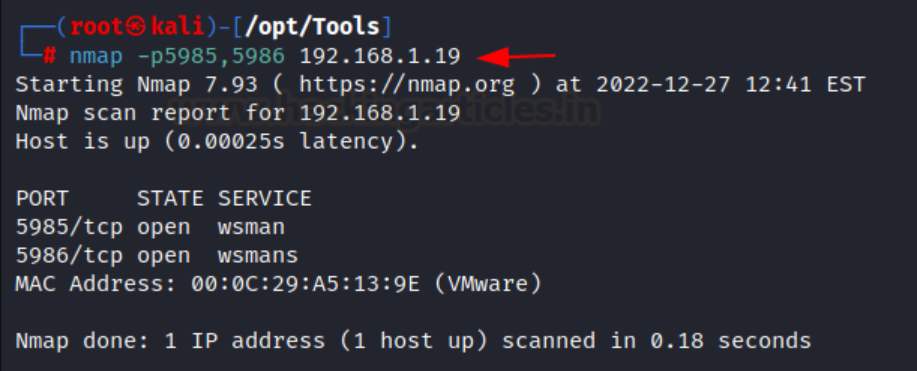 (root㉿kali)-[/opt/Tools]
# nmap -p5985,5986 192.168.1.19
Starting Nmap 7.93 ( https://nmap.org ) at 2022-12-27 12:41 EST
Nmap scan report for 192.168.1.19
Host is up (0.00025s latency).
PORT     STATE SERVICE
5985/tcp open  wsman
5986/tcp open  wsmans
MAC Address: 00:0C:29:A5:13:9E (VMware)
Nmap done: 1 IP address (1 host up) scanned in 0.18 seconds